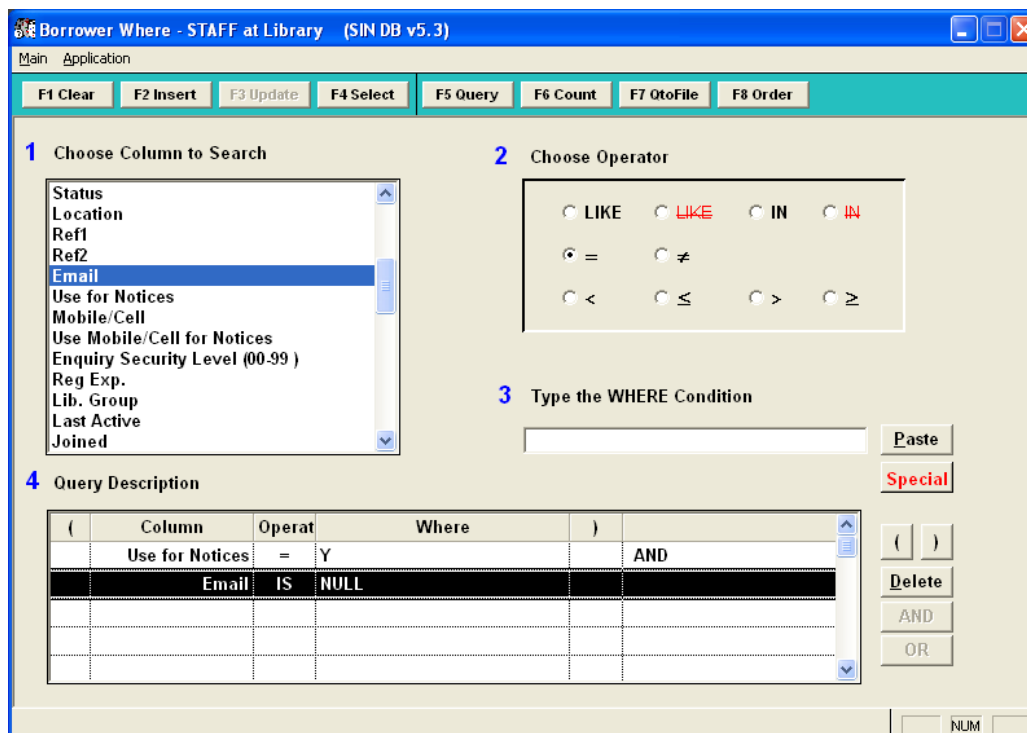 Borrower Where - STAFF at Library (SIN DB v5.3)
Main Application
F1 Clear F2 Insert F3 Update F4 Select F5 Query F6 Count F7 QtoFile F8 Order
1 Choose Column to Search
Status
Location
Ref1
Ref2
Email
Use for Notices
Mobile/Cell
Use Mobile/Cell for Notices
Enquiry Security Level (00-99 )
Reg Exp.
Lib. Group
Last Active
Joined
2 Choose Operator
LIKE LIKE IN IN
= ≠
< ≤ > ≥
3 Type the WHERE Condition
Paste
Special
4 Query Description
( Column Operat Where )
Use for Notices = Y AND
Email IS NULL
( )
Delete
AND
OR
NUM